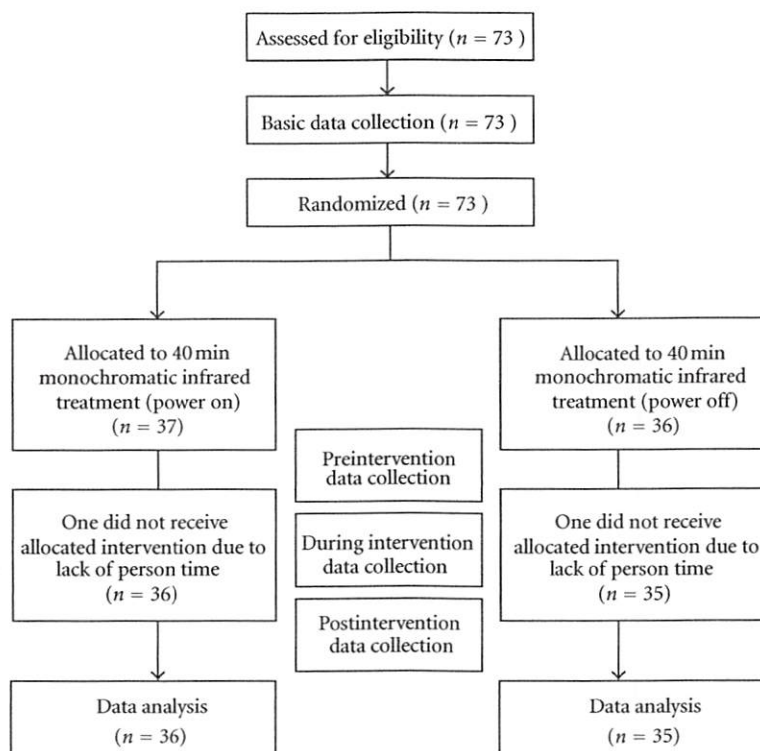 Assessed for eligibility (n = 73 )
Basic data collection (n = 73 )
Randomized (n = 73 )
Allocated to 40 min
monochromatic infrared
treatment (power on)
(n = 37)
Allocated to 40 min
monochromatic infrared
treatment (power off)
(n = 36)
Preintervention
data collection
One did not receive
allocated intervention due to
lack of person time
(n = 36)
During intervention
data collection
One did not receive
allocated intervention due to
lack of person time
(n = 35)
Postintervention
data collection
Data analysis
(n = 36)
Data analysis
(n = 35)